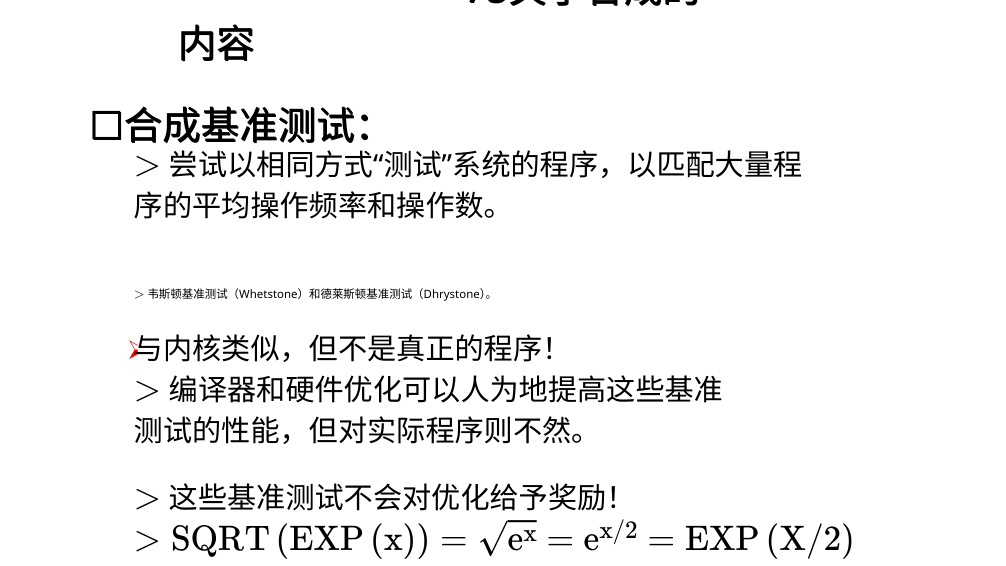 内容
☐合成基准测试：
> 尝试以相同方式“测试”系统的程序，以匹配大量程
序的平均操作频率和操作数。
> 韦斯顿基准测试（Whetstone）和德莱斯顿基准测试（Dhrystone）。
与内核类似，但不是真正的程序！
> 编译器和硬件优化可以人为地提高这些基准
测试的性能，但对实际程序则不然。
> 这些基准测试不会对优化给予奖励！
> SQRT (EXP (x)) = √e^x = e^{x/2} = EXP (X/2)